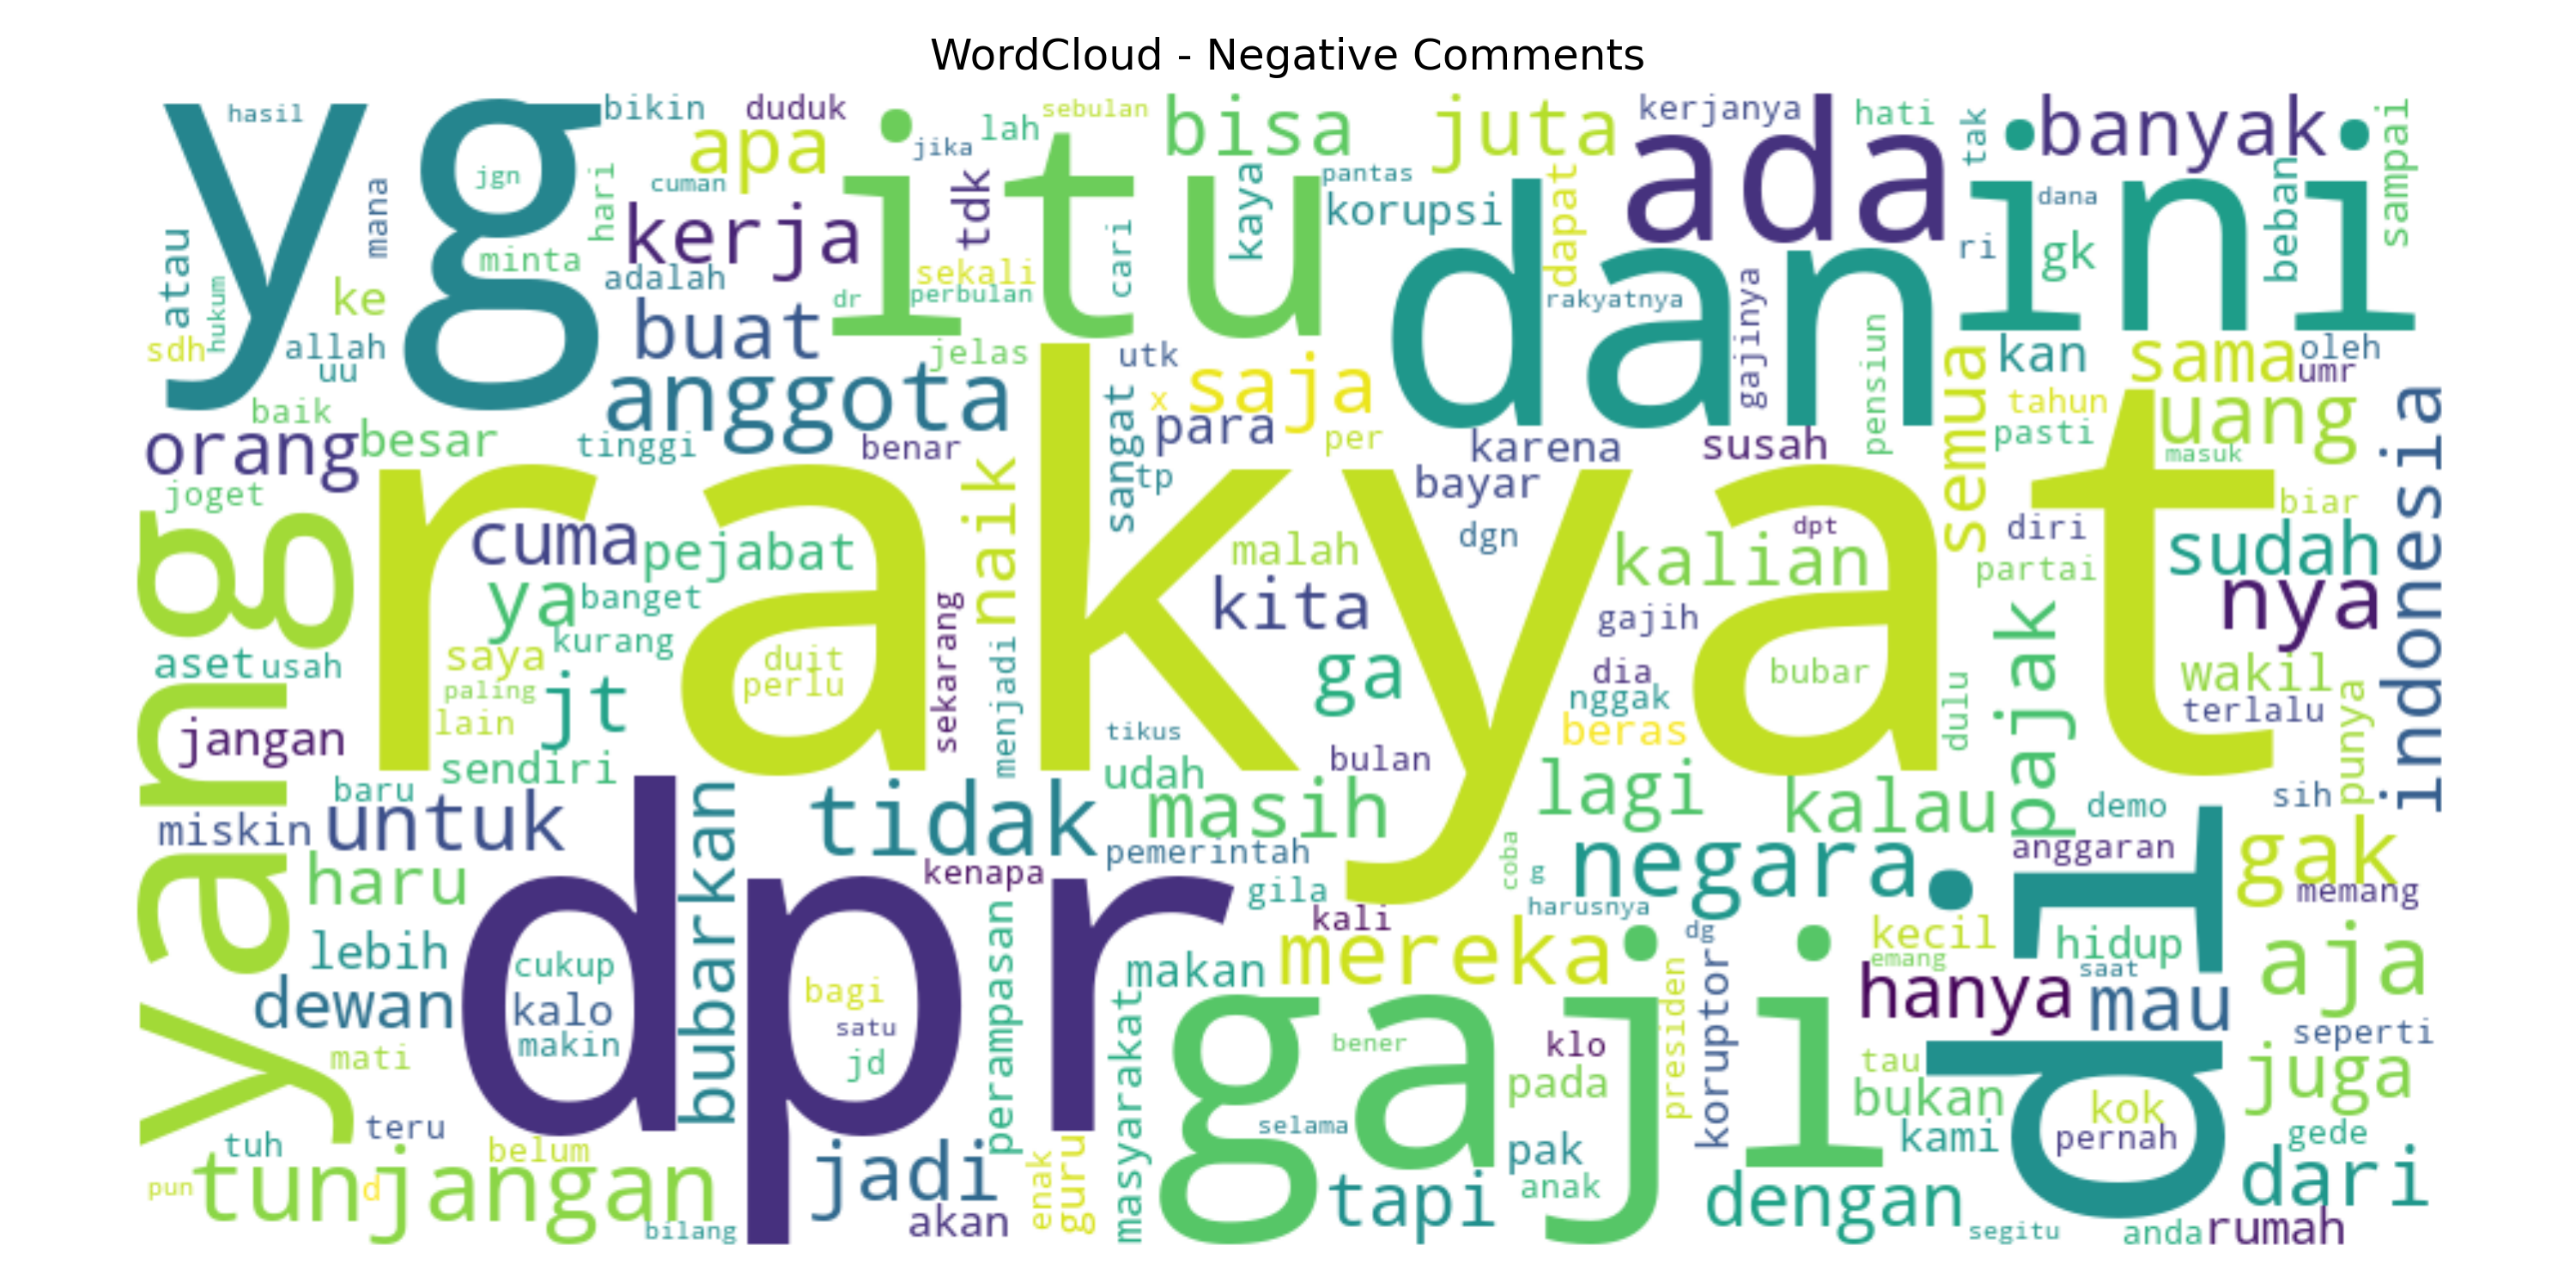 WordCloud - Negative Comments
hasil
yg
bikin
duduk
apa
jika
lah
sebulan
bisa
juta
kerjanya
ada
hati
tak
banyak
sampai
mana
jgn
hari
cuman
kerja
tdk
itu
cari
kaya
pantas
korupsi
dapat
dan
ini
dana
ri
gk
beban
atau
hukum
ke
minta
adalah
sekali
dr
perbulan
rakyatnya
gajinya
pensiun
sdh
allah
uu
buat
jelas
utk
saja
semua
kan
sama
oleh
umr
baik
anggota
sangat
x
para
per
karena
susah
tahun
pasti
uang
masuk
indonesia
orang
besar
tinggi
benar
naik
tp
bayar
joget
rakyat
biar
yang
cuma
pejabat
malah
dgn
dpt
kalian
diri
partai
sudah
ya
banget
kita
gajih
nya
kurang
sekarang
menjadi
aset
usah
saya
duit
perlu
ga
dia
nggak
bubar
dulu
pajak
wakil
terlalu
punya
paling
lain
jt
jangan
tikus
beras
sendiri
udah
bulan
baru
miskin
untuk
tidak
masih
lagi
kalau
demo
sih
haru
bubarkan
dpr
kenapa
pemerintah
gila
coba
g
negara
anggaran
di
gak
memang
kali
harusnya
lebih
cukup
perampasan
makan
mereka
dg
kecil
emang
hidup
saat
aja
dewan
kalo
makin
bagi
satu
jd
masyarakat
gaji
bener
klo
presiden
koruptor
hanya
mau
seperti
mati
pada
tau
bukan
juga
kok
pernah
teru
tuh
belum
selama
pak
kami
gede
pun
tunjangan
d
bilang
jadi
akan
enak
guru
tapi
anak
dengan
segitu
dari
anda
rumah